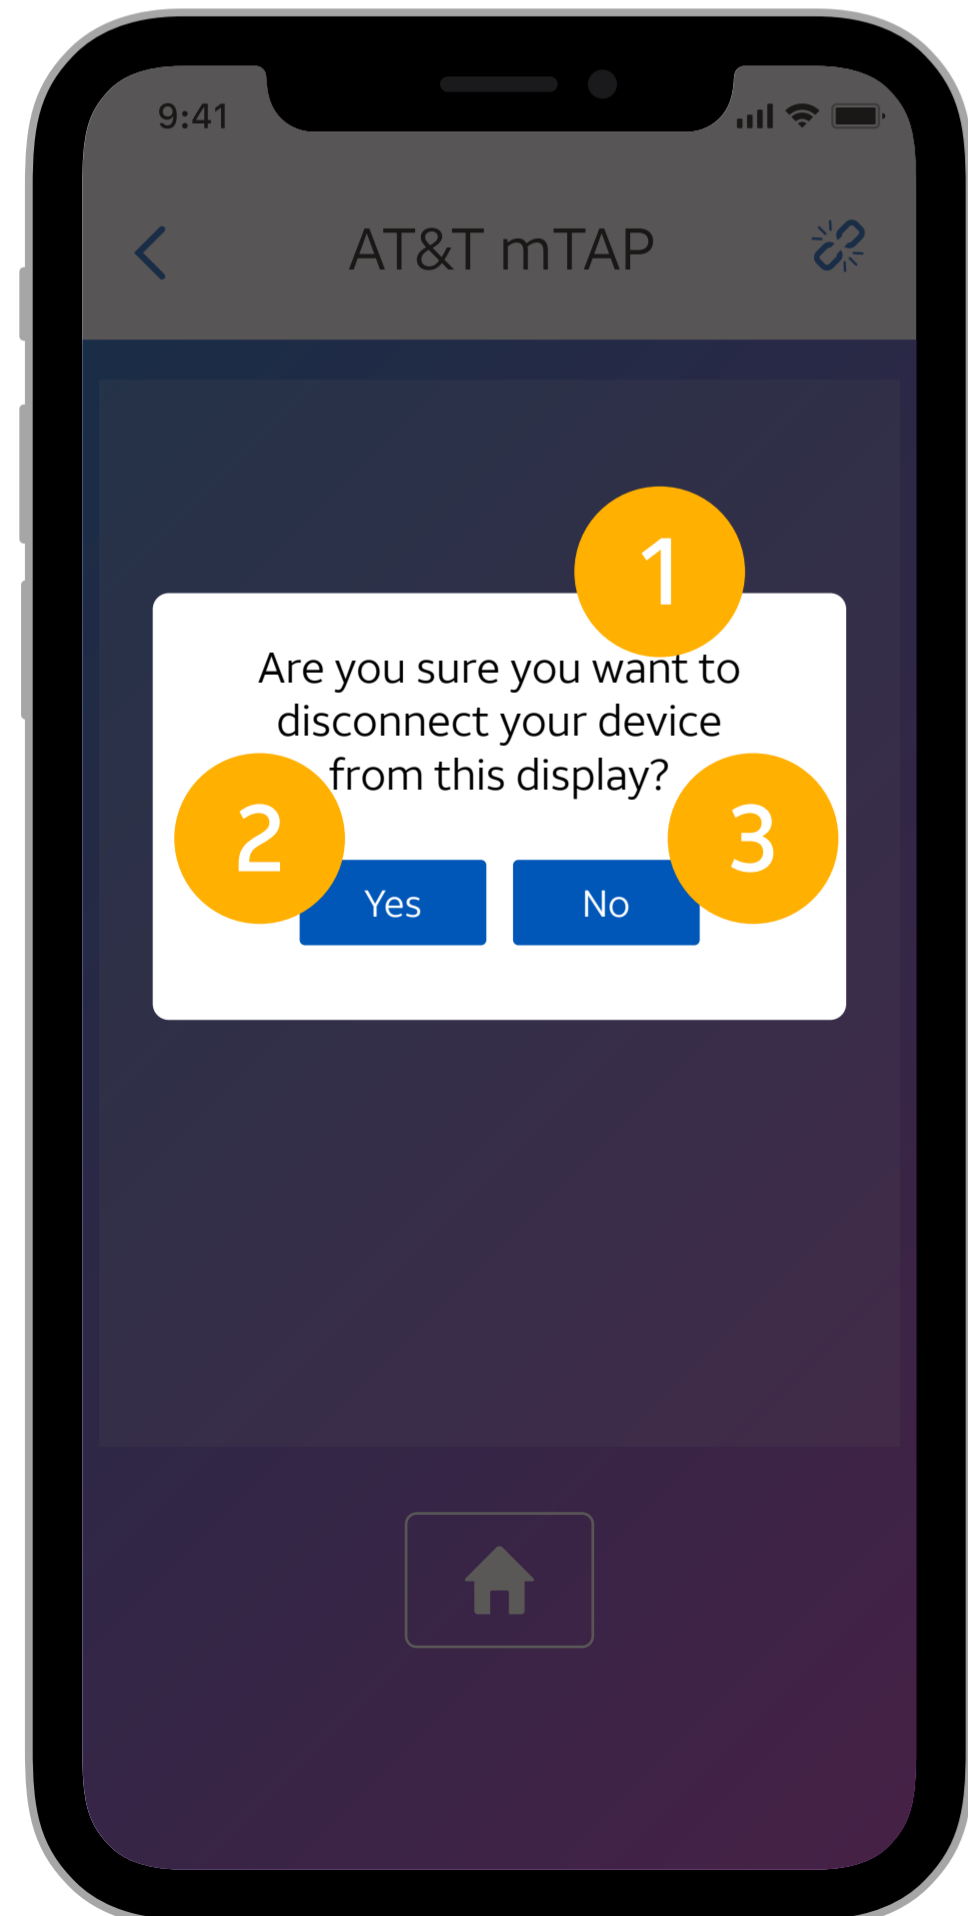 9:41
AT&T mTAP
1
Are you sure you want to
disconnect your device
from this display?
2
3
Yes
No